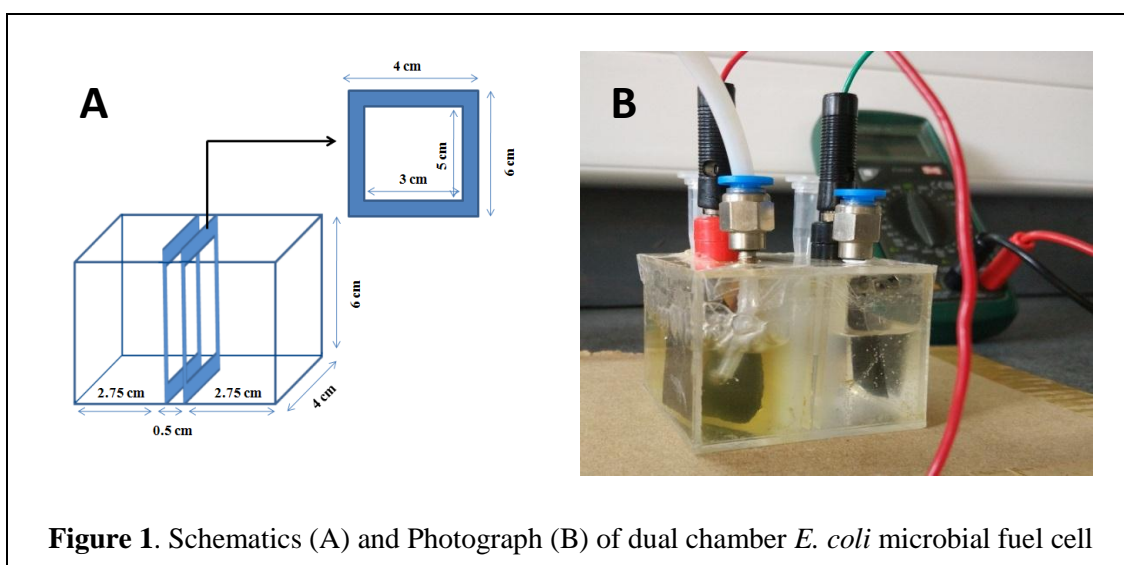 A
4 cm
5 cm
3 cm
6 cm
6 cm
2.75 cm
2.75 cm
0.5 cm
4 cm
B
Figure 1. Schematics (A) and Photograph (B) of dual chamber E. coli microbial fuel cell